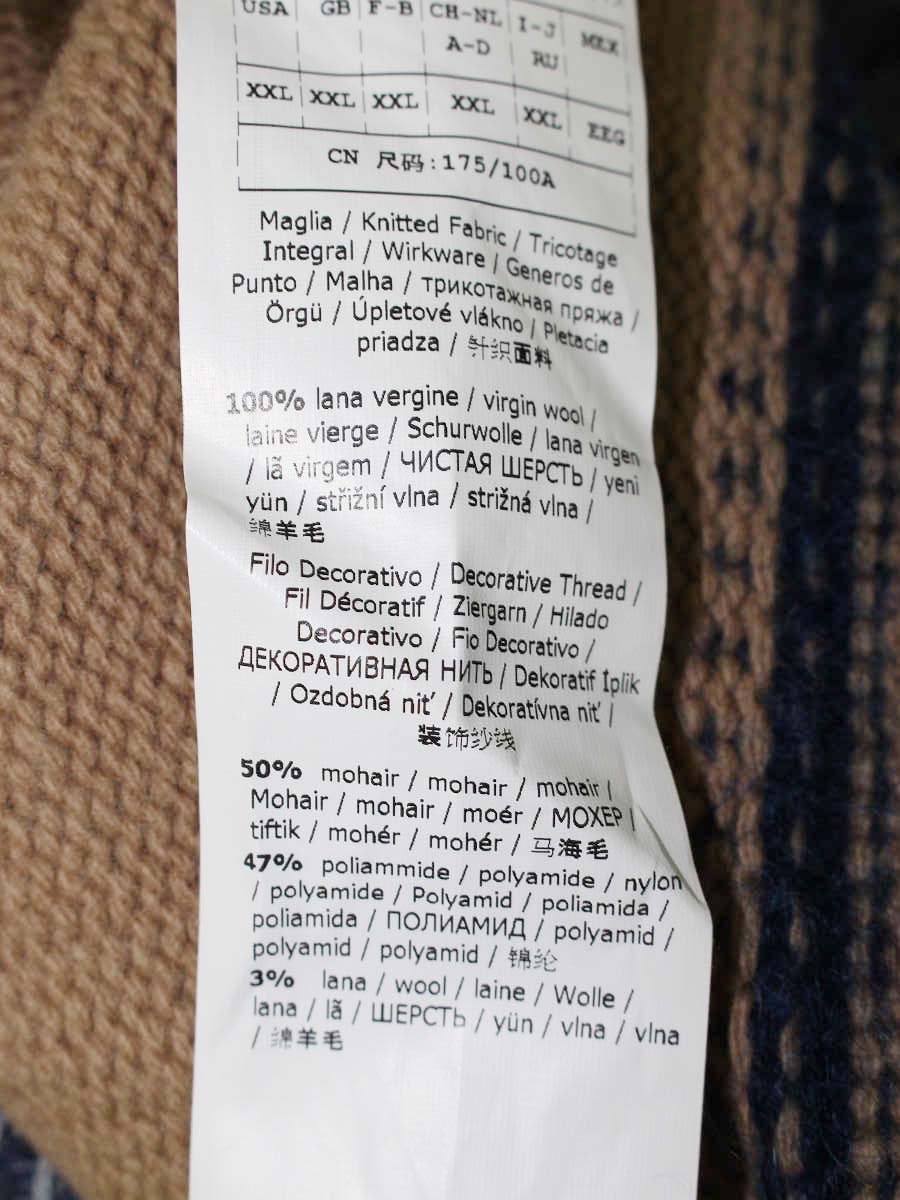 USA GB F-B CH-NL I-J MEX
A-D RU
XXL XXL XXL XXL XXL EEG
CN 尺码:175/100A
Maglia / Knitted Fabric / Tricotage
Integral / Wirkware / Generos de
Punto / Malha / трикотажная пряжа /
Örgü / Úpletové vlákno / Pletacia
priadza / 针织面料
100% lana vergine / virgin wool /
laine vierge / Schurwolle / lana virgen
/ lã virgem / ЧИСТАЯ ШЕРСТЬ / yeni
yün / střižní vlna / strižná vlna /
绵羊毛
Filo Decorativo / Decorative Thread /
Fil Décoratif / Ziergarn / Hilado
Decorativo / Fio Decorativo /
ДЕКОРАТИВНАЯ НИТЬ / Dekoratif İplik
/ Ozdobná niť / Dekoratívna niť /
装饰纱线
50% mohair / mohair / mohair /
Mohair / mohair / moér / МОХЕР /
tiftik / mohér / mohér / 马海毛
47% poliammide / polyamide / nylon
/ polyamide / Polyamid / poliamida /
poliamida / ПОЛИАМИД / polyamid /
polyamid / polyamid / 锦纶
3% lana / wool / laine / Wolle /
lana / lã / ШЕРСТЬ / yün / vlna / vlna
/ 绵羊毛